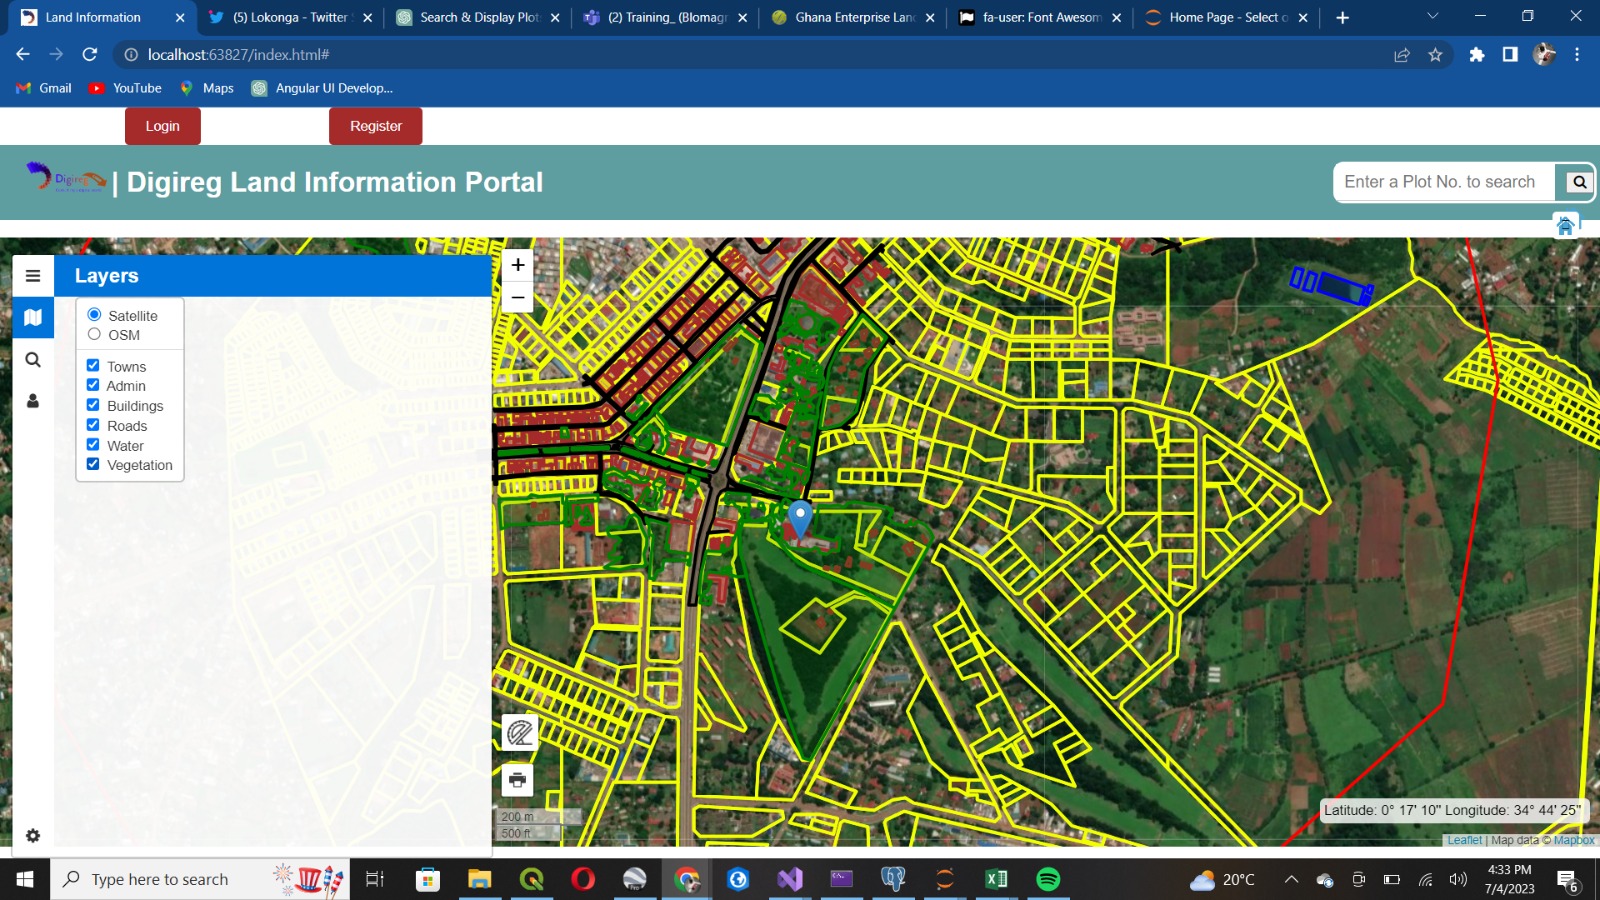 Land Information
(5) Lokonga - Twitter
Search & Display Plot
(2) Training_ (Blomagr
Ghana Enterprise Lan
fa-user: Font Awesom
Home Page - Select o
localhost:63827/index.html#
Gmail
YouTube
Maps
Angular UI Develop...
Login
Register
Digireg
| Digireg Land Information Portal
Enter a Plot No. to search
Layers
+
−
Satellite
OSM
Towns
Admin
Buildings
Roads
Water
Vegetation
200 m
500 ft
Latitude: 0° 17' 10" Longitude: 34° 44' 25"
Leaflet | Map data © Mapbox
Type here to search
20°C
4:33 PM
7/4/2023
6